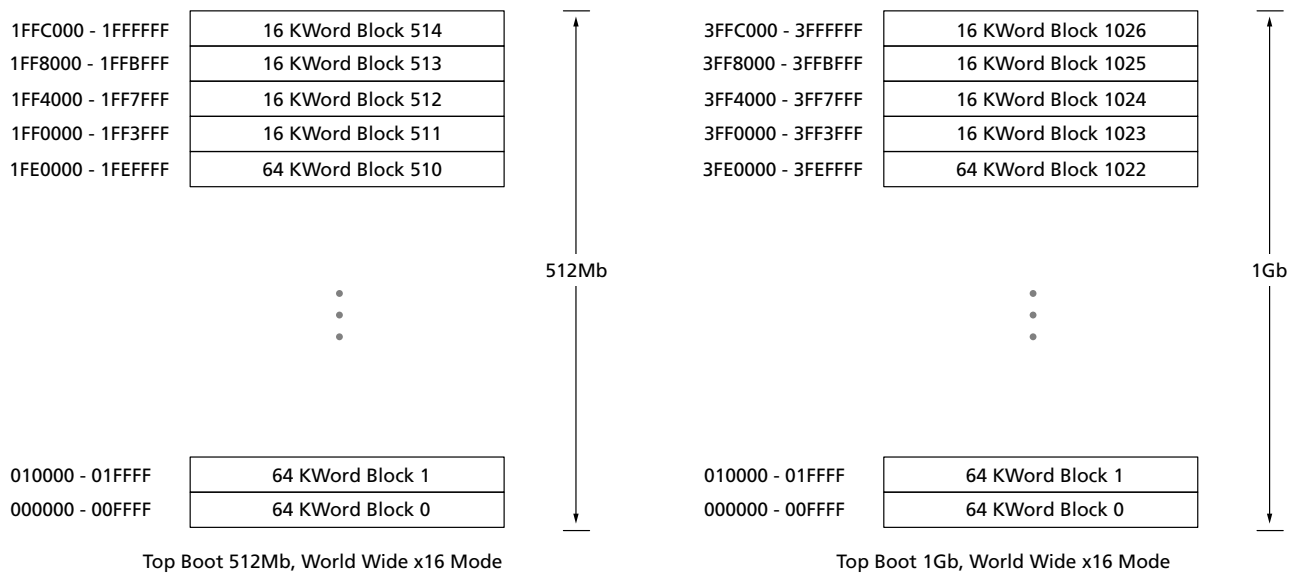 1FFC000 - 1FFFFFF 16 KWord Block 514
1FF8000 - 1FFBFFF 16 KWord Block 513
1FF4000 - 1FF7FFF 16 KWord Block 512
1FF0000 - 1FF3FFF 16 KWord Block 511
1FE0000 - 1FEFFFF 64 KWord Block 510
512Mb
010000 - 01FFFF 64 KWord Block 1
000000 - 00FFFF 64 KWord Block 0
Top Boot 512Mb, World Wide x16 Mode
3FFC000 - 3FFFFFF 16 KWord Block 1026
3FF8000 - 3FFBFFF 16 KWord Block 1025
3FF4000 - 3FF7FFF 16 KWord Block 1024
3FF0000 - 3FF3FFF 16 KWord Block 1023
3FE0000 - 3FEFFFF 64 KWord Block 1022
1Gb
010000 - 01FFFF 64 KWord Block 1
000000 - 00FFFF 64 KWord Block 0
Top Boot 1Gb, World Wide x16 Mode